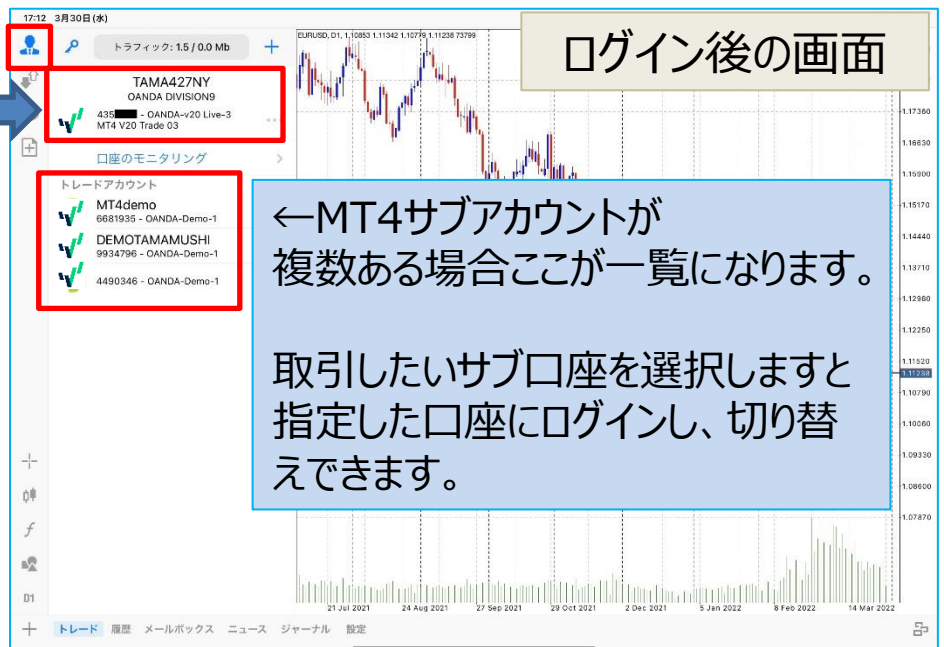 17:12 3月30日(水)
ログイン後の画面
トラフィック: 1.5 / 0.0 Mb
EURUSD, D1, 1.10853 1.11342 1.10779 1.11238 73799
TAMA427NY
OANDA DIVISION9
435 - OANDA-v20 Live-3
MT4 V20 Trade 03
口座のモニタリング
トレードアカウント
MT4demo
6681935 - OANDA-Demo-1
DEMOTAMAMUSHI
9934796 - OANDA-Demo-1
4490346 - OANDA-Demo-1
←MT4サブアカウントが
複数ある場合ここが一覧になります。
取引したいサブ口座を選択しますと
指定した口座にログインし、切り替
えできます。
1.17360
1.16630
1.15900
1.15170
1.14440
1.13710
1.12980
1.12250
1.11520
1.11238
1.10790
1.10060
1.09330
1.08600
1.07870
f
D1
21 Jul 2021 24 Aug 2021 27 Sep 2021 29 Oct 2021 2 Dec 2021 5 Jan 2022 8 Feb 2022 14 Mar 2022
トレード 履歴 メールボックス ニュース ジャーナル 設定